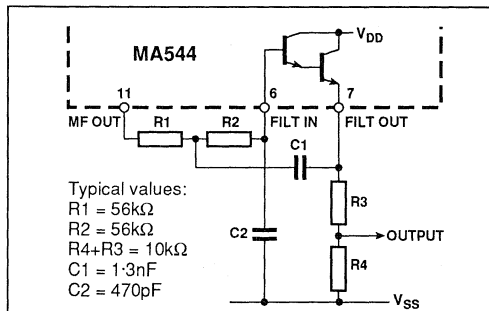 MA544
V_DD
11
6
7
MF OUT
R1
R2
FILT IN
FILT OUT
C1
Typical values:
R1 = 56kΩ
R2 = 56kΩ
R4+R3 = 10kΩ
C1 = 1·3nF
C2 = 470pF
C2
R3
OUTPUT
R4
V_SS